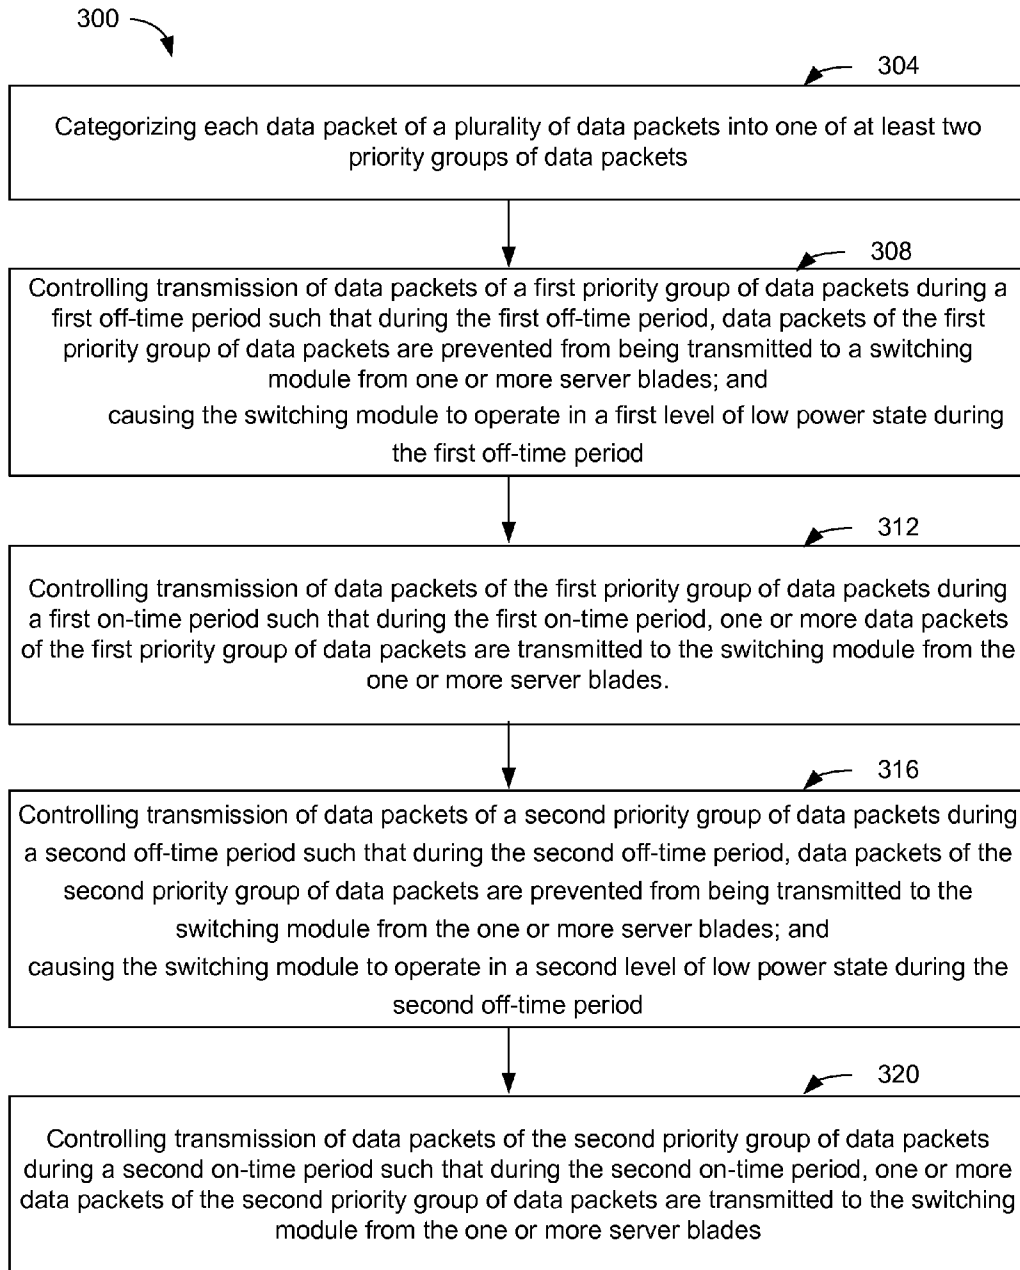 300
304
Categorizing each data packet of a plurality of data packets into one of at least two
priority groups of data packets
308
Controlling transmission of data packets of a first priority group of data packets during a
first off-time period such that during the first off-time period, data packets of the first
priority group of data packets are prevented from being transmitted to a switching
module from one or more server blades; and
causing the switching module to operate in a first level of low power state during
the first off-time period
312
Controlling transmission of data packets of the first priority group of data packets during
a first on-time period such that during the first on-time period, one or more data packets
of the first priority group of data packets are transmitted to the switching module from the
one or more server blades.
316
Controlling transmission of data packets of a second priority group of data packets during
a second off-time period such that during the second off-time period, data packets of the
second priority group of data packets are prevented from being transmitted to the
switching module from the one or more server blades; and
causing the switching module to operate in a second level of low power state during the
second off-time period
320
Controlling transmission of data packets of the second priority group of data packets
during a second on-time period such that during the second on-time period, one or more
data packets of the second priority group of data packets are transmitted to the switching
module from the one or more server blades